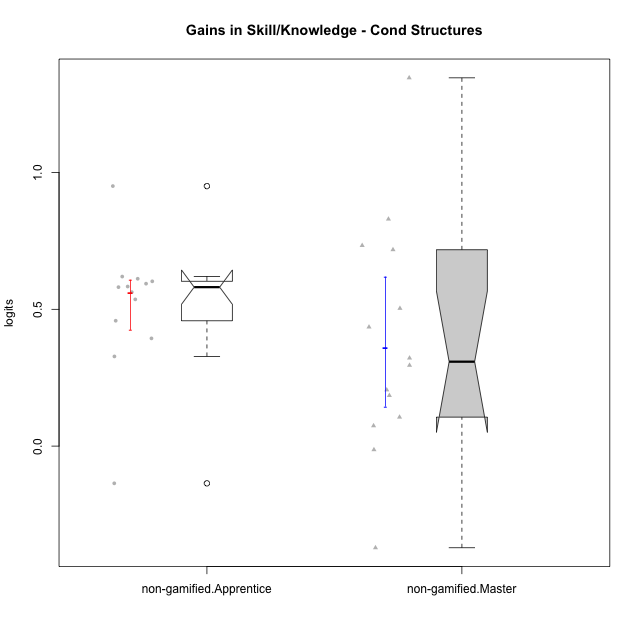 Gains in Skill/Knowledge - Cond Structures
logits
1.0
0.5
0.0
non-gamified.Apprentice
non-gamified.Master